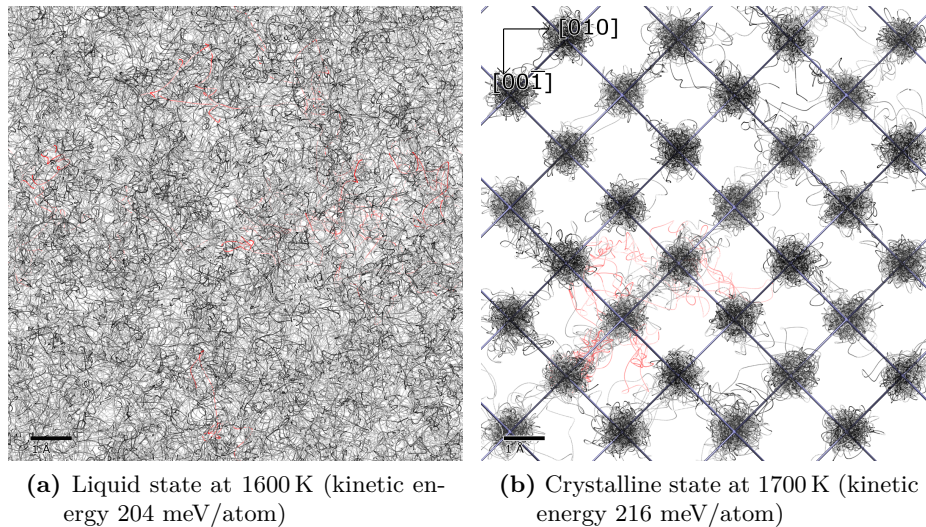 [010]
[001̄]
1 Å
1 Å
(a) Liquid state at 1600 K (kinetic en-
ergy 204 meV/atom)
(b) Crystalline state at 1700 K (kinetic
energy 216 meV/atom)